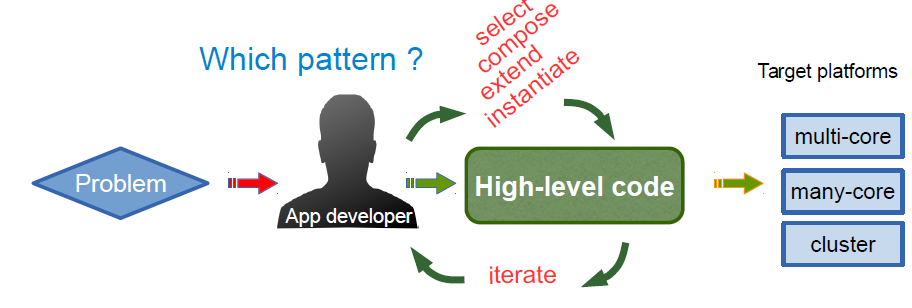 Which pattern ?
select
compose
extend
instantiate
Target platforms
Problem
App developer
High-level code
multi-core
many-core
cluster
iterate